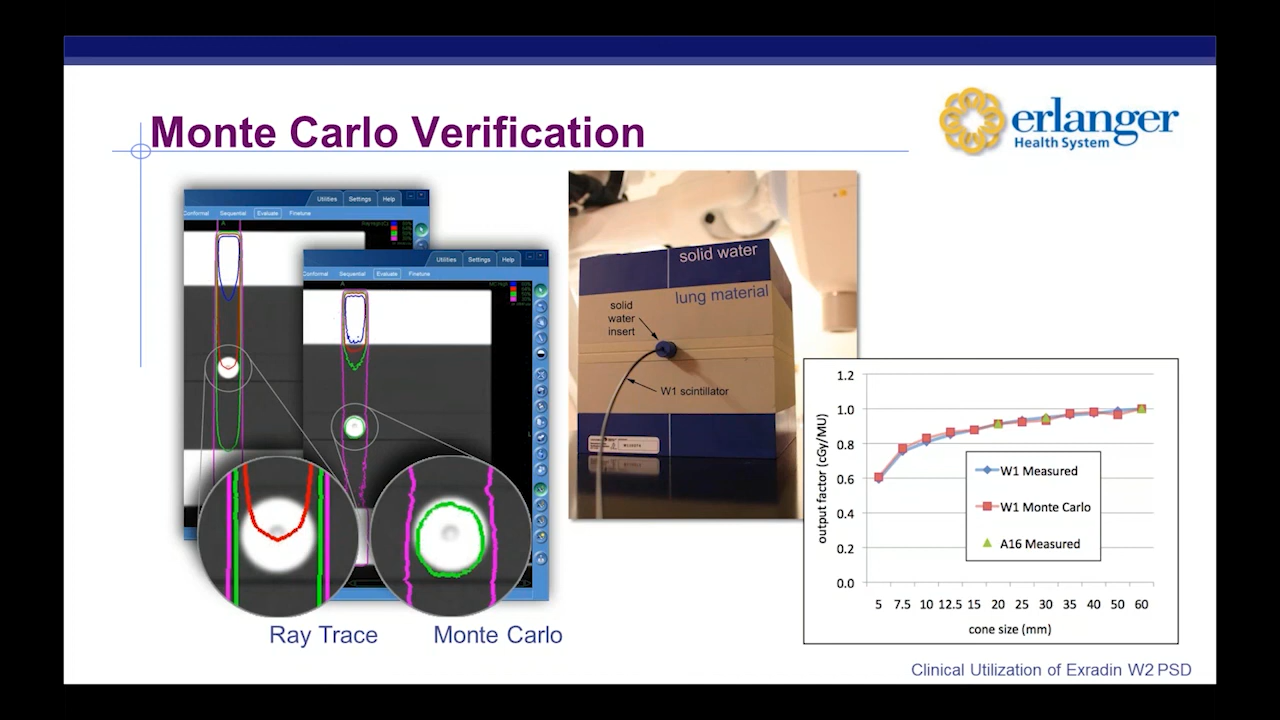 Monte Carlo Verification
erlanger
Health System
Utilities Settings Help
Conformal Sequential Evaluate Finetune
A
Utilities Settings Help
Conformal Sequential Evaluate Finetune
A
L
Ray Trace
Monte Carlo
solid water
lung material
solid
water
insert
W1 scintillator
output factor (cGy/MU)
1.2
1.0
0.8
0.6
0.4
0.2
0.0
W1 Measured
W1 Monte Carlo
A16 Measured
5 7.5 10 12.5 15 20 25 30 35 40 50 60
cone size (mm)
Clinical Utilization of Exradin W2 PSD